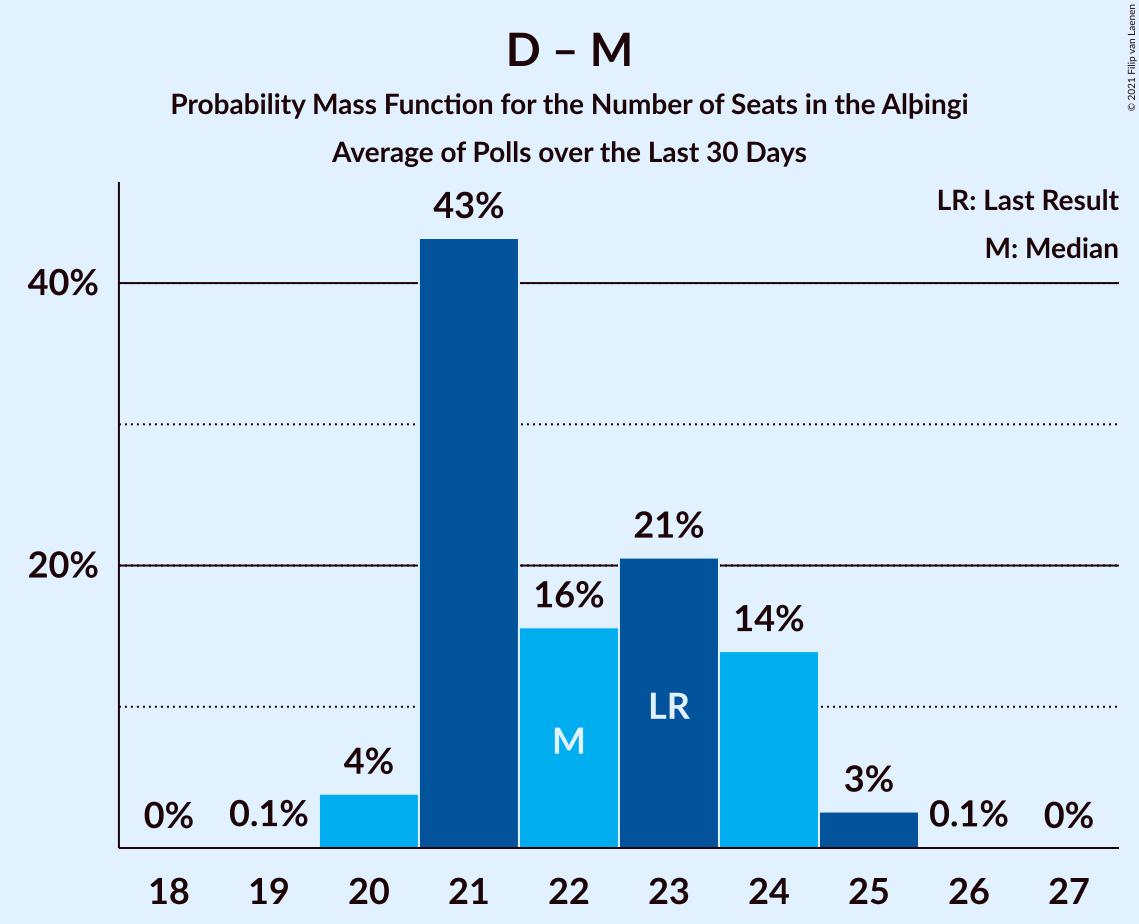 D – M
Probability Mass Function for the Number of Seats in the Alþingi
Average of Polls over the Last 30 Days
© 2021 Filip van Laenen
LR: Last Result
M: Median
40%
20%
0%
0.1%
4%
43%
16%
21%
14%
3%
0.1%
0%
M
LR
18 19 20 21 22 23 24 25 26 27